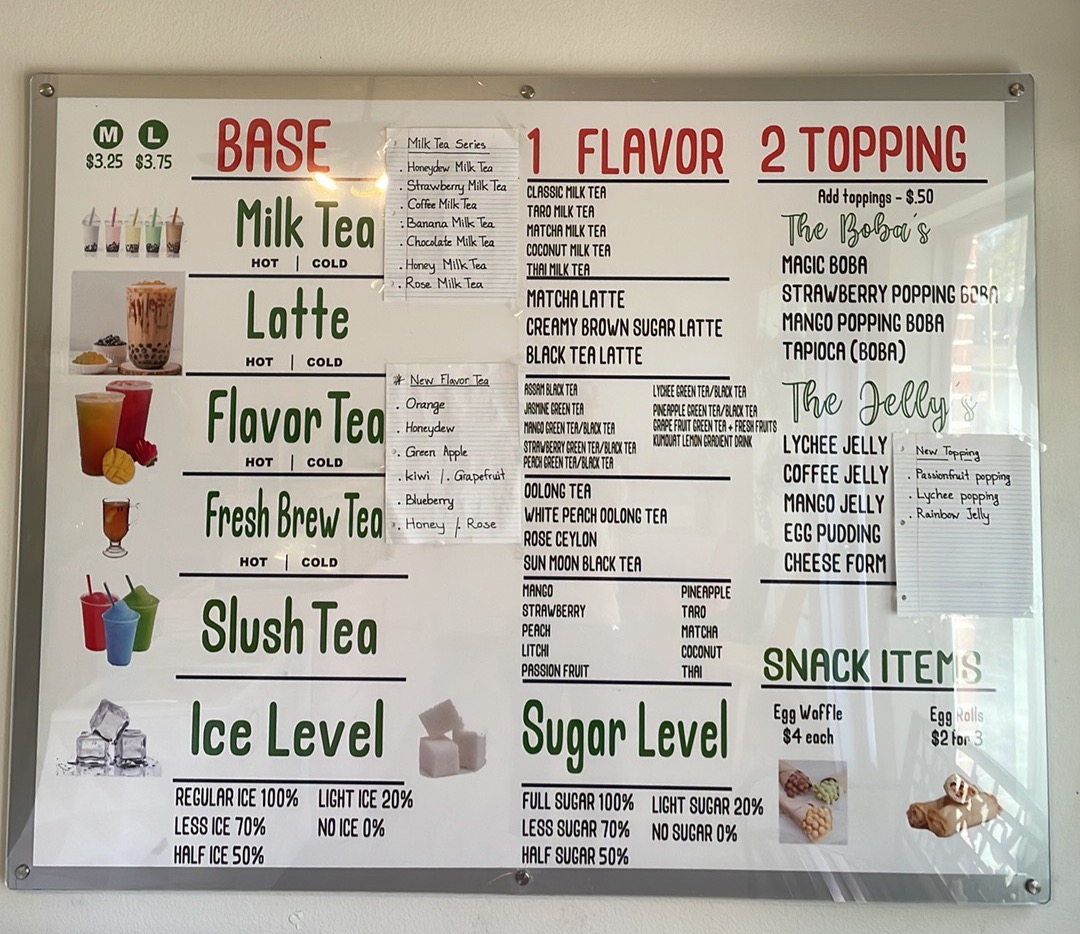 M L
$3.25 $3.75
BASE
Milk Tea
HOT | COLD
Latte
HOT | COLD
Flavor Tea
HOT | COLD
Fresh Brew Tea
HOT | COLD
Slush Tea
Ice Level
REGULAR ICE 100% LIGHT ICE 20%
LESS ICE 70% NO ICE 0%
HALF ICE 50%
Milk Tea Series
. Honeydew Milk Tea
. Strawberry Milk Tea
. Coffee Milk Tea
. Banana Milk Tea
. Chocolate Milk Tea
. Honey Milk Tea
. Rose Milk Tea
* New Flavor Tea
. Orange
. Honeydew
. Green Apple
. kiwi /. Grapefruit
. Blueberry
. Honey /. Rose
1 FLAVOR
CLASSIC MILK TEA
TARO MILK TEA
MATCHA MILK TEA
COCONUT MILK TEA
THAI MILK TEA
MATCHA LATTE
CREAMY BROWN SUGAR LATTE
BLACK TEA LATTE
ASSAM BLACK TEA
JASMINE GREEN TEA
MANGO GREEN TEA/BLACK TEA
STRAWBERRY GREEN TEA/BLACK TEA
PEACH GREEN TEA/BLACK TEA
LYCHEE GREEN TEA/BLACK TEA
PINEAPPLE GREEN TEA/BLACK TEA
GRAPE FRUIT GREEN TEA + FRESH FRUITS
KUMQUAT LEMON GRADIENT DRINK
OOLONG TEA
WHITE PEACH OOLONG TEA
ROSE CEYLON
SUN MOON BLACK TEA
MANGO PINEAPPLE
STRAWBERRY TARO
PEACH MATCHA
LITCHI COCONUT
PASSION FRUIT THAI
Sugar Level
FULL SUGAR 100% LIGHT SUGAR 20%
LESS SUGAR 70% NO SUGAR 0%
HALF SUGAR 50%
2 TOPPING
Add toppings - $.50
The Boba's
MAGIC BOBA
STRAWBERRY POPPING BOBA
MANGO POPPING BOBA
TAPIOCA (BOBA)
The Jelly's
LYCHEE JELLY
COFFEE JELLY
MANGO JELLY
EGG PUDDING
CHEESE FORM
New Topping
. Passionfruit popping
. Lychee popping
. Rainbow Jelly
SNACK ITEMS
Egg Waffle
$4 each
Egg Rolls
$2 for 3